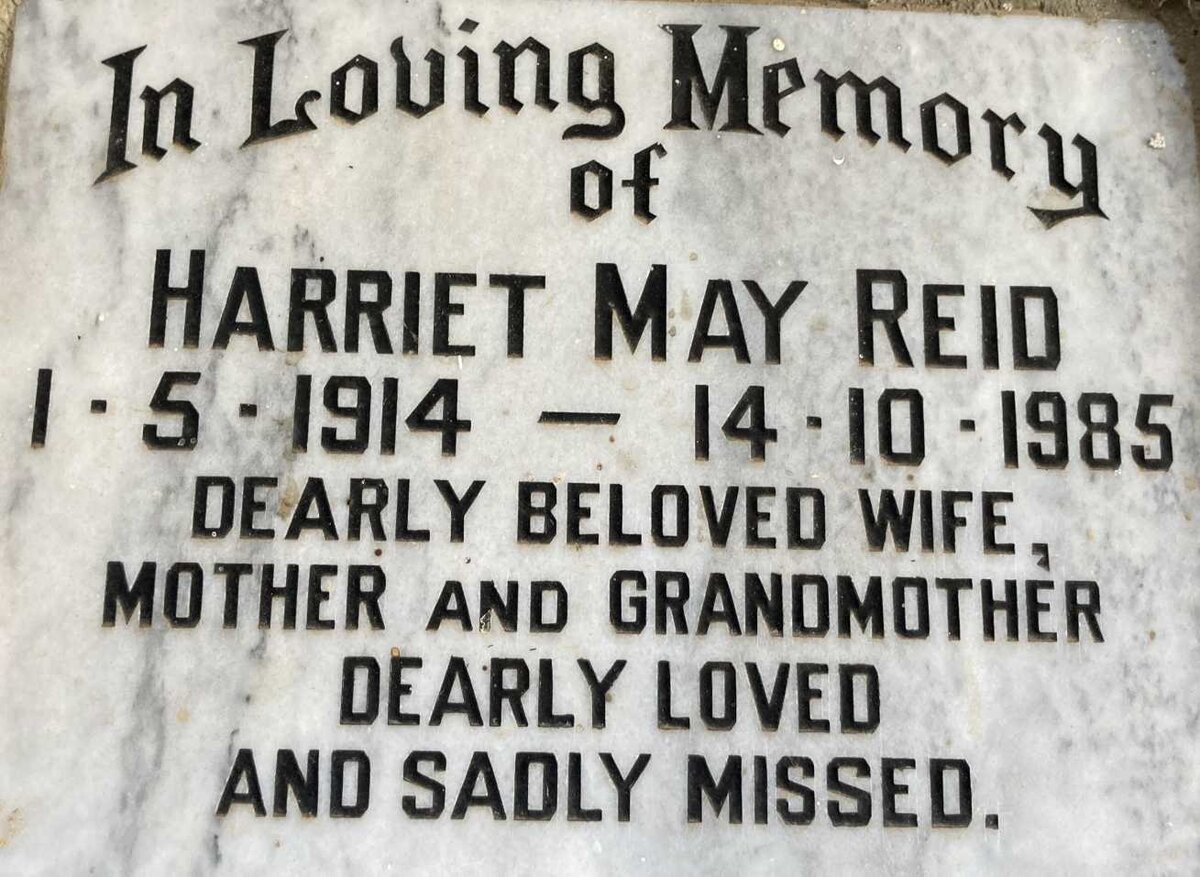 In Loving Memory
of
HARRIET MAY REID
1·5·1914 — 14·10·1985
DEARLY BELOVED WIFE,
MOTHER AND GRANDMOTHER
DEARLY LOVED
AND SADLY MISSED.